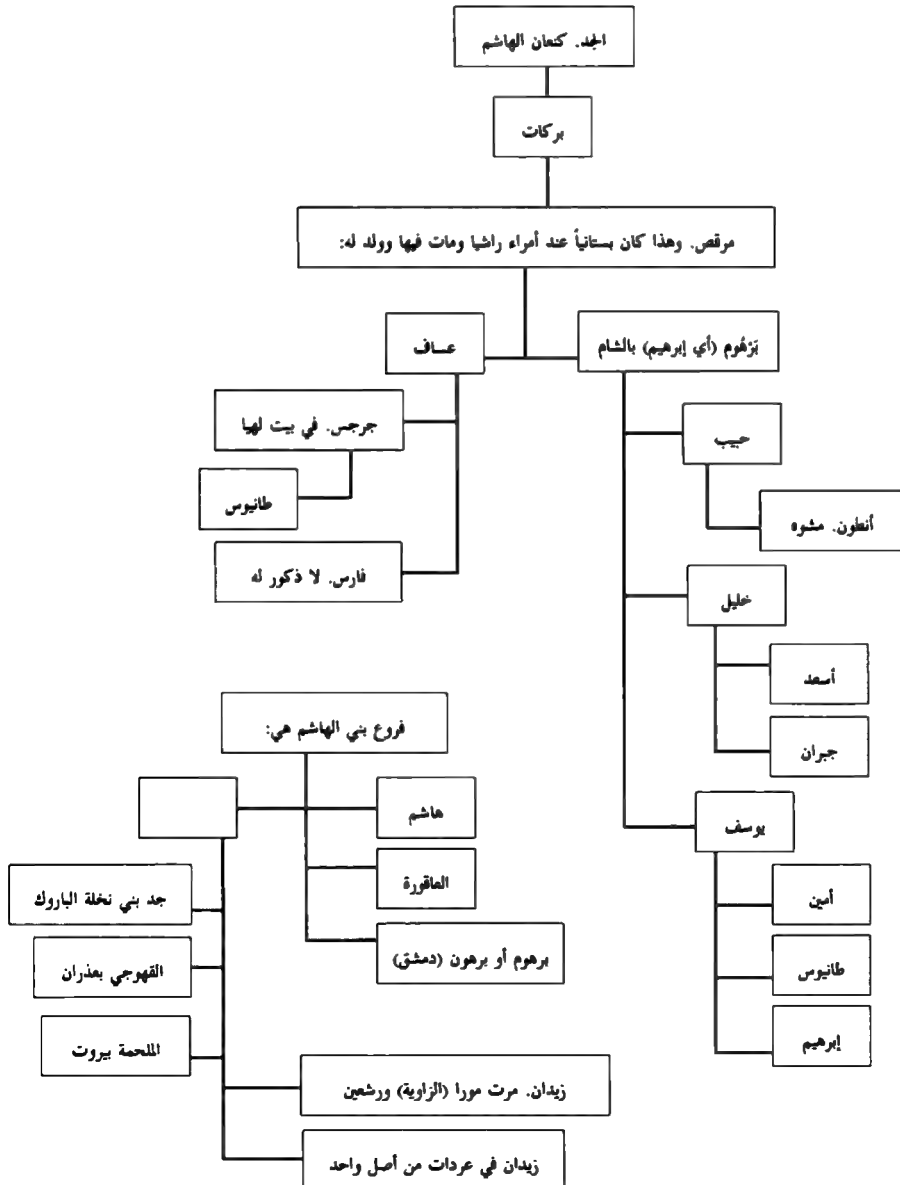 الجد. كنعان الهاشم
بركات
مرقص. وهذا كان بستانياً عند أمراء راشيا ومات فيها وولد له:
بَرْهُوم (أي إبرهيم) بالشام
عساف
حبيب
أنطون. مشوه
خليل
أسعد
جبران
يوسف
أمين
طانيوس
إبرهيم
جرجس. في بيت لهيا
طانيوس
فارس. لا ذكور له
فروع بني الهاشم هي:
هاشم
العاقورة
برهوم أو برهون (دمشق)
جد بني نخلة الباروك
القهوجي بعذران
الملحمة بيروت
زيدان. مرت مورا (الزاوية) ورشعين
زيدان في عردات من أصل واحد